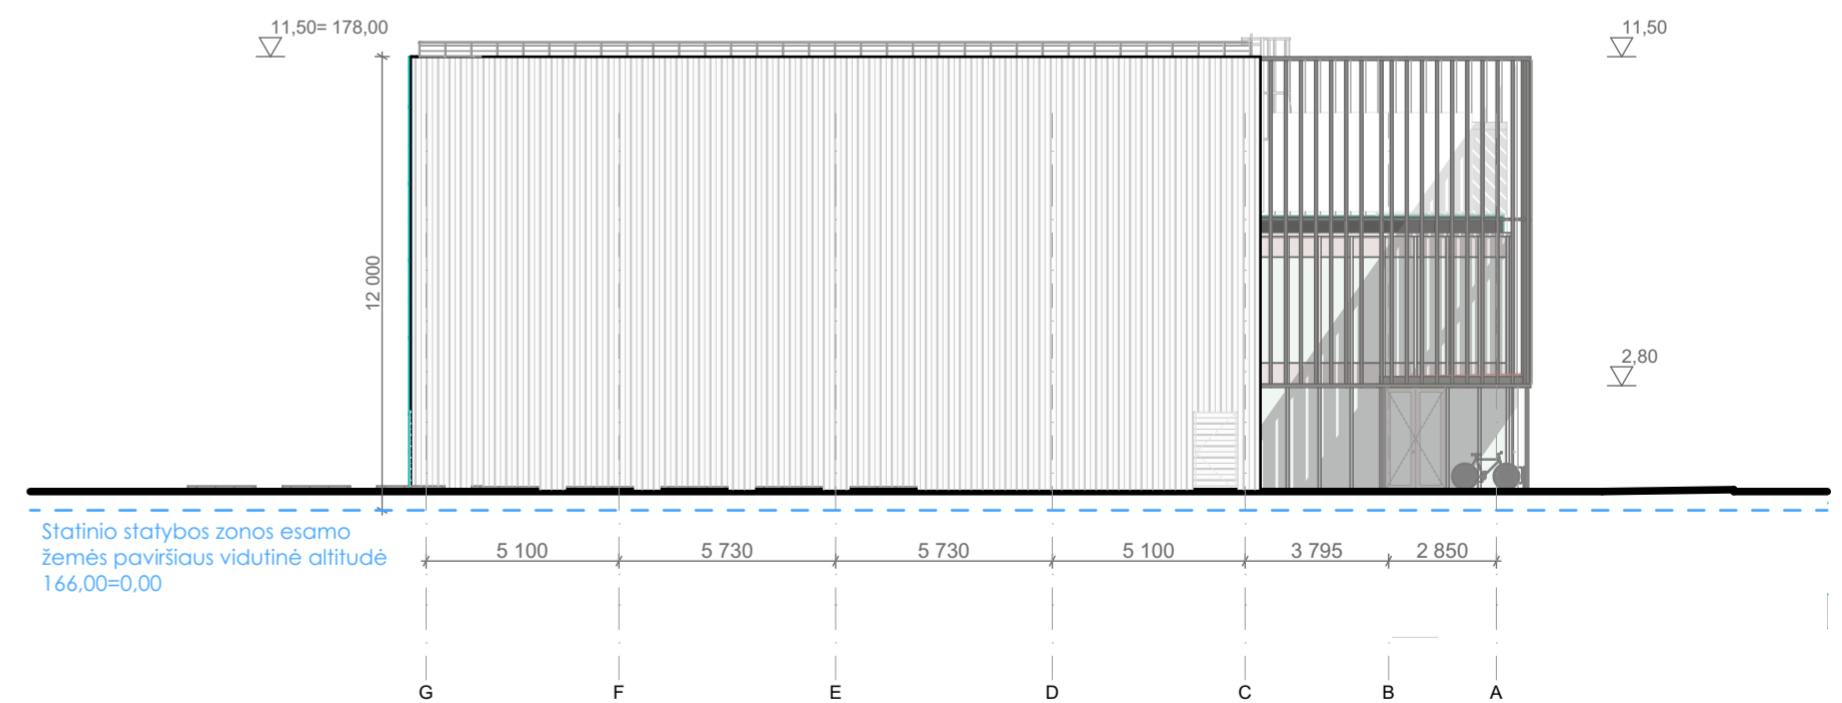 11,50= 178,00
11,50
12 000
2,80
Statinio statybos zonos esamo
žemės paviršiaus vidutinė altitudė
166,00=0,00
5 100 5 730 5 730 5 100 3 795 2 850
G F E D C B A